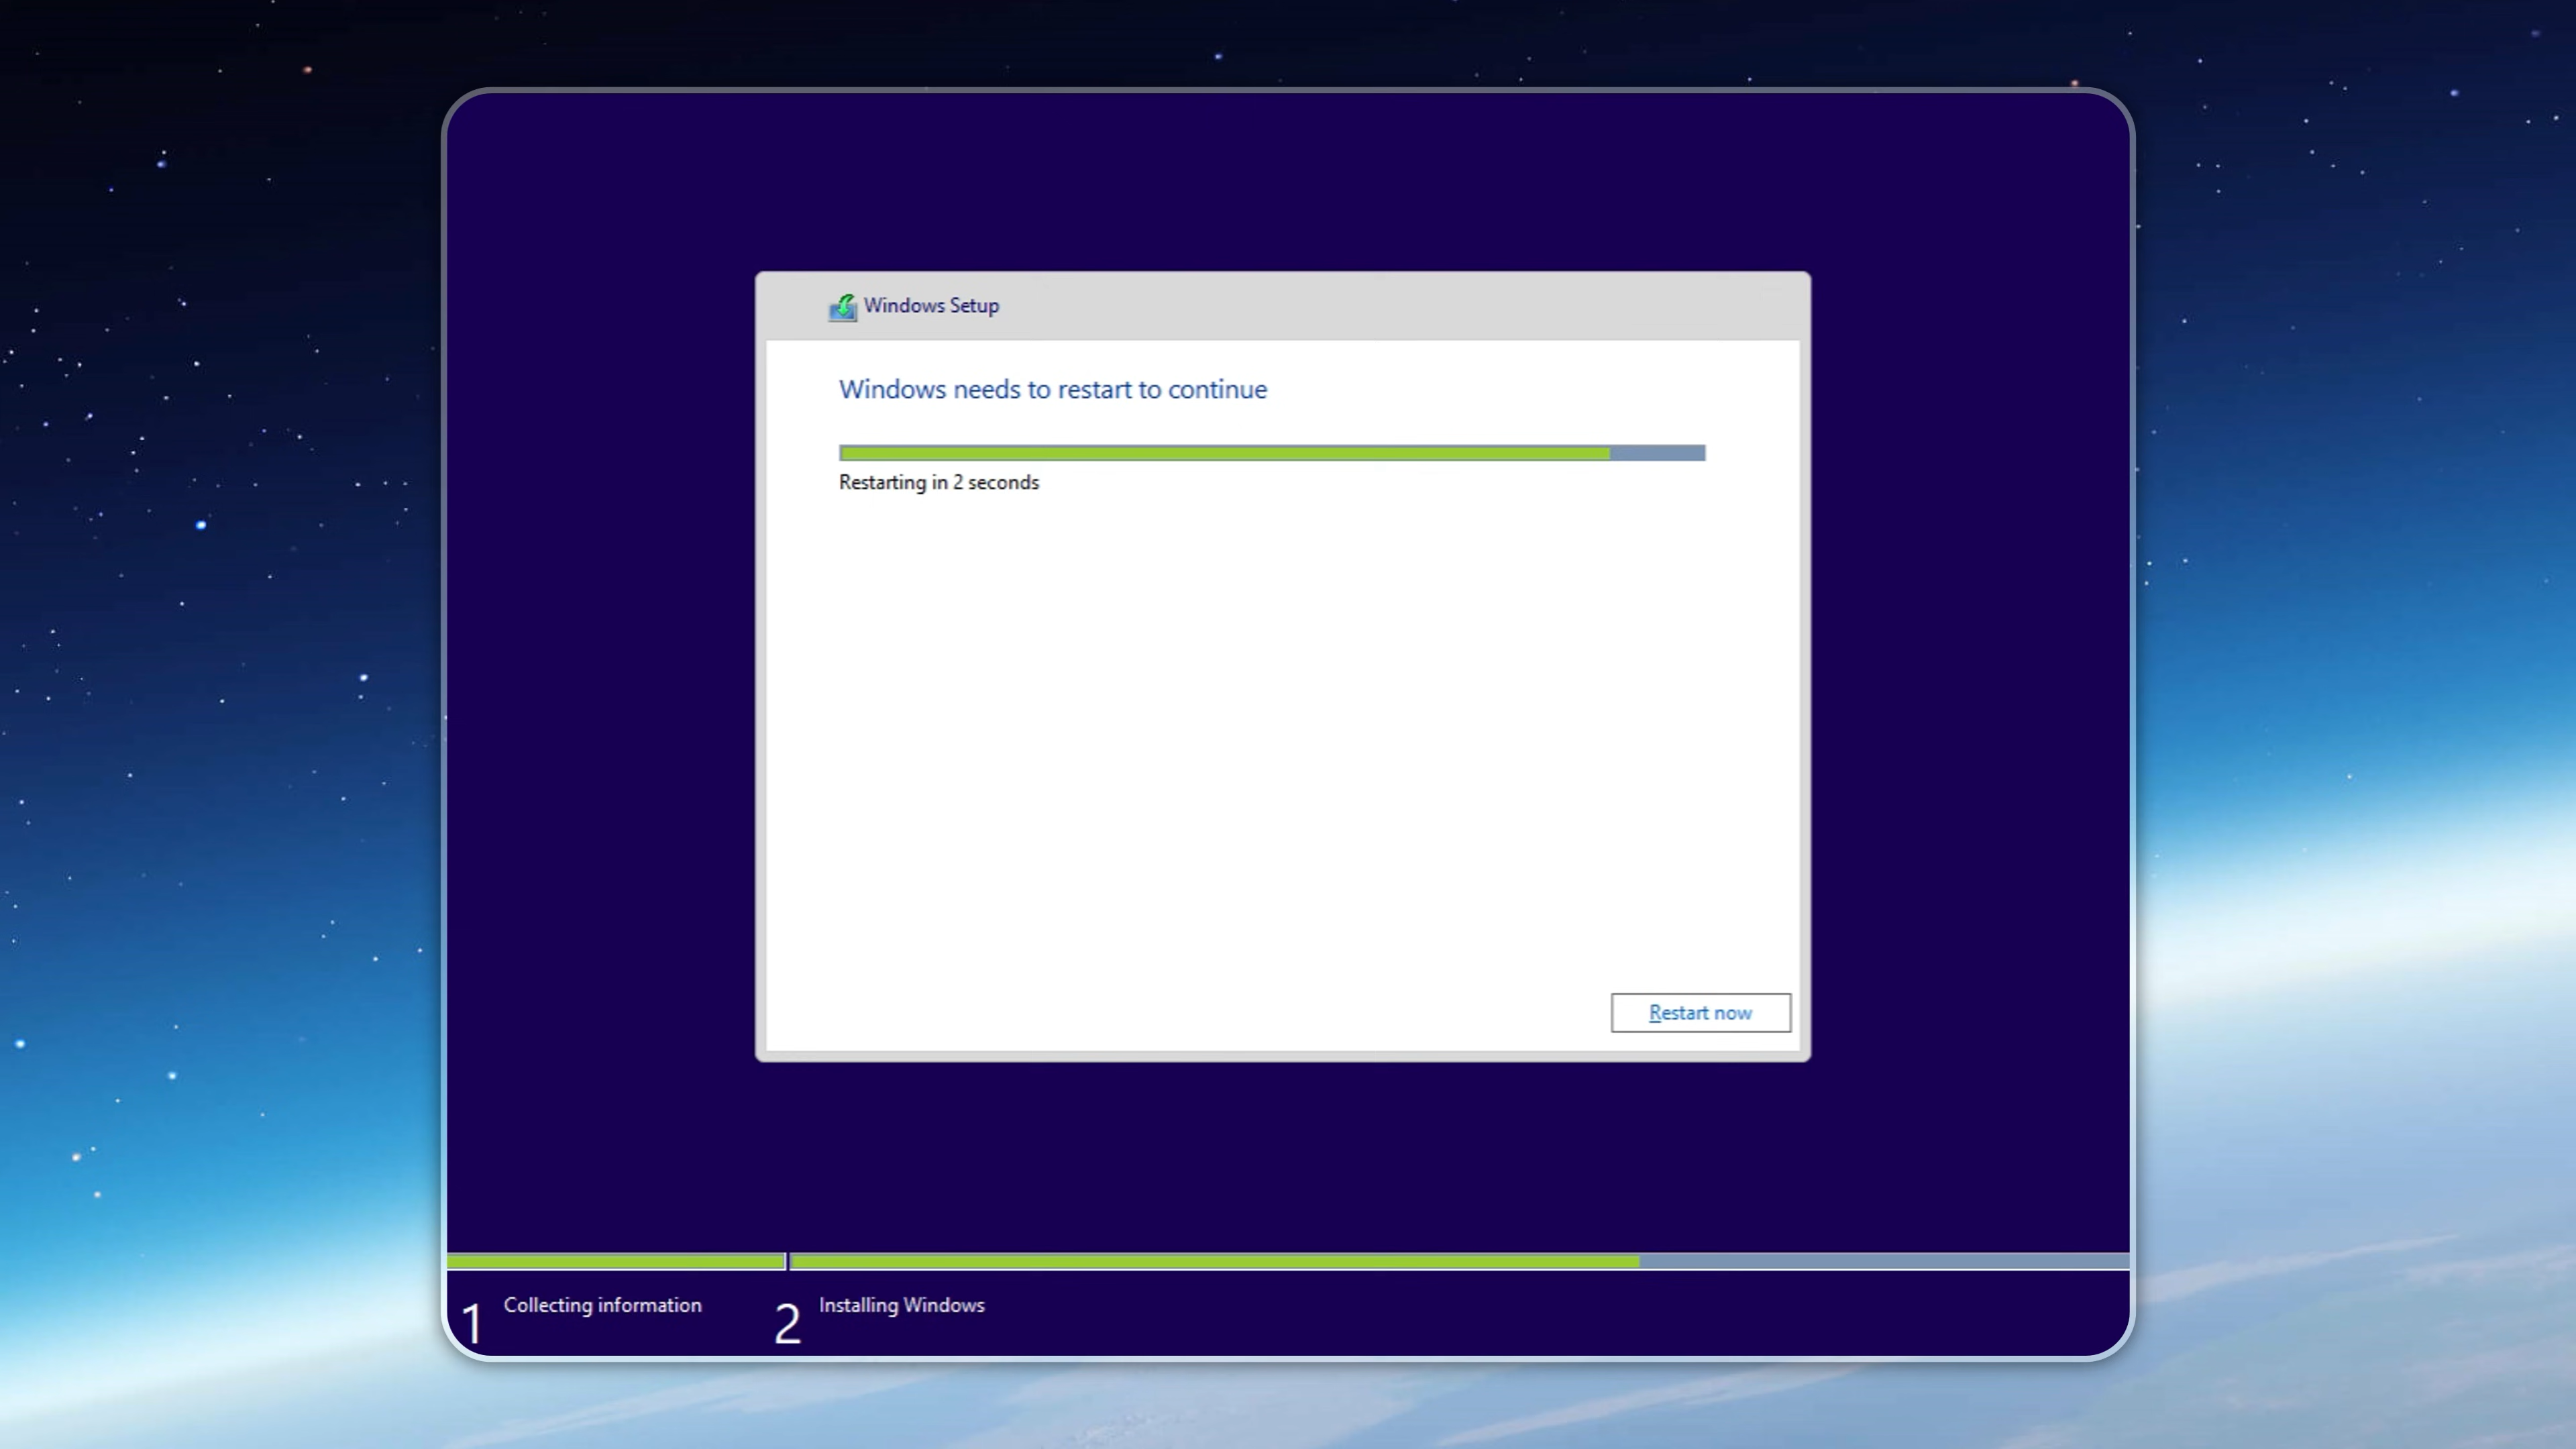 Windows Setup
Windows needs to restart to continue
Restarting in 2 seconds
Restart now
1 Collecting information
2 Installing Windows